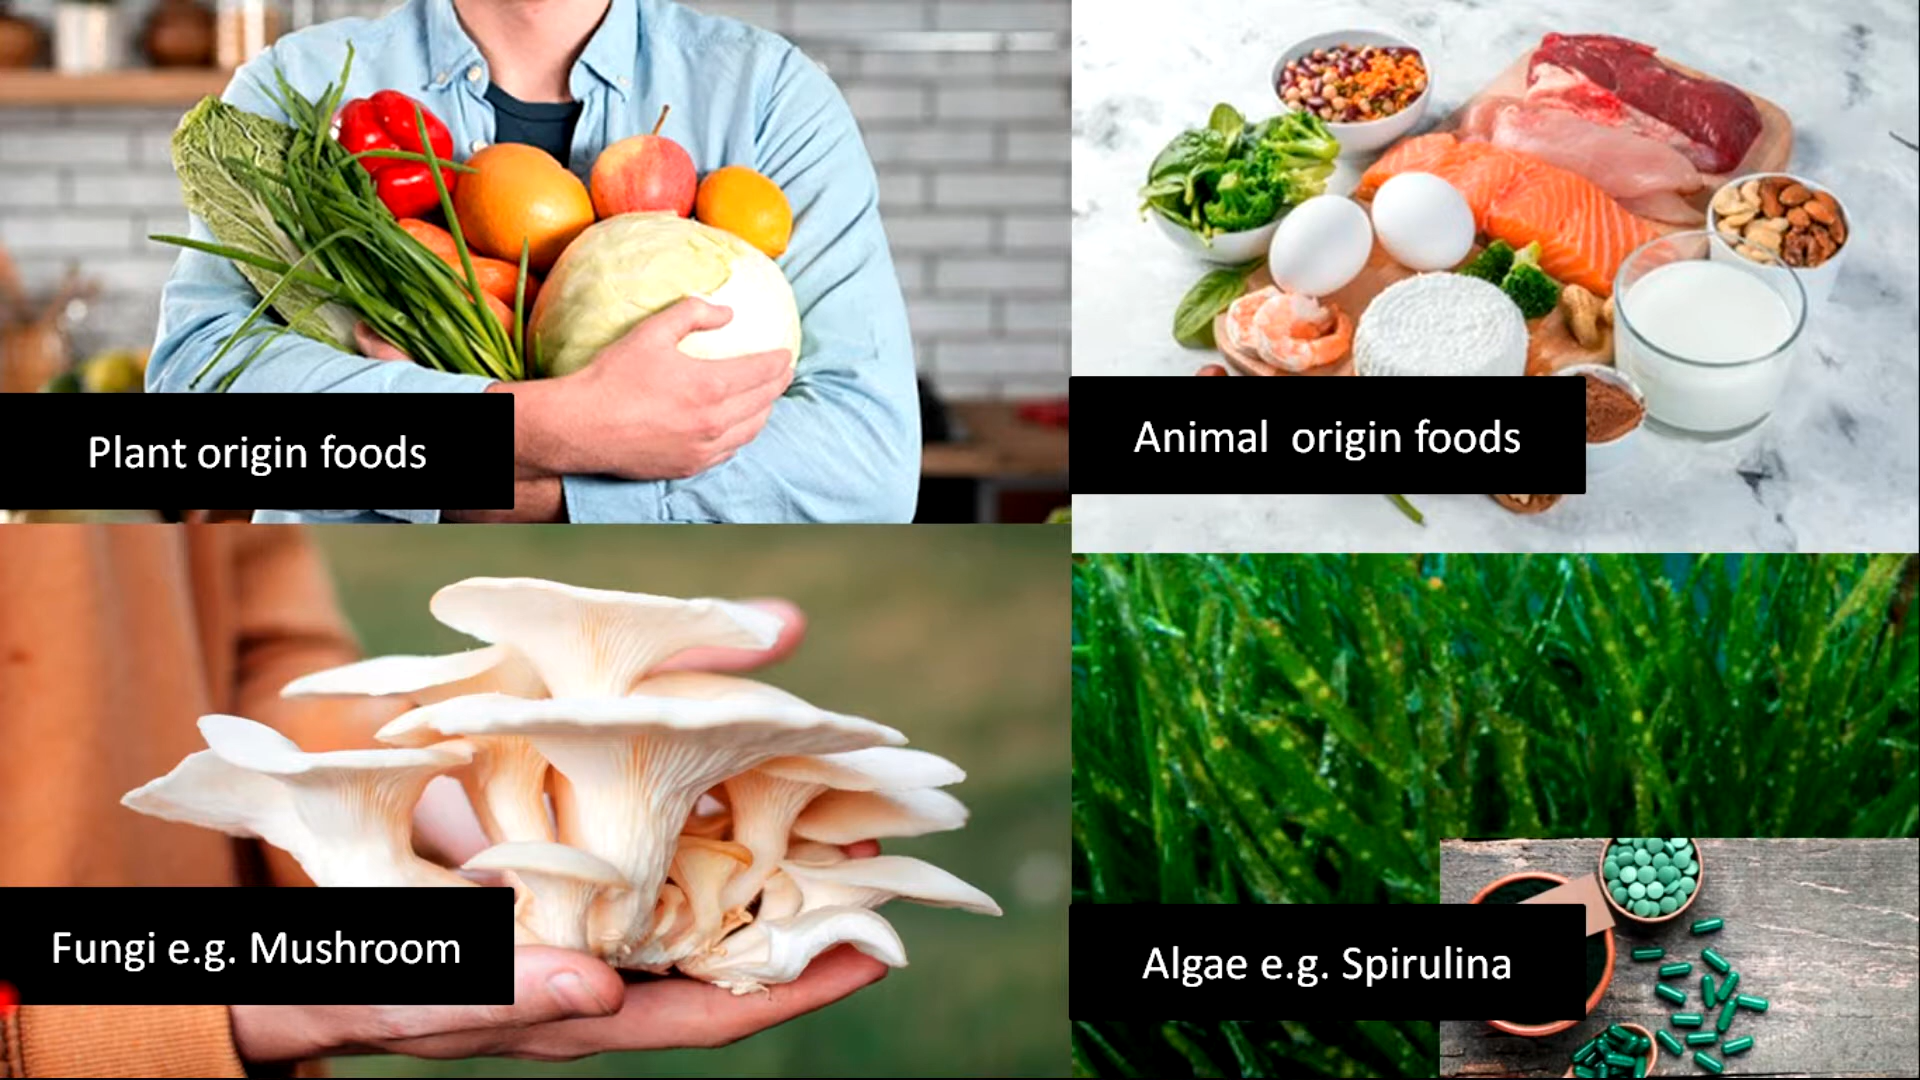 Plant origin foods
Animal  origin foods
Fungi e.g. Mushroom
Algae e.g. Spirulina